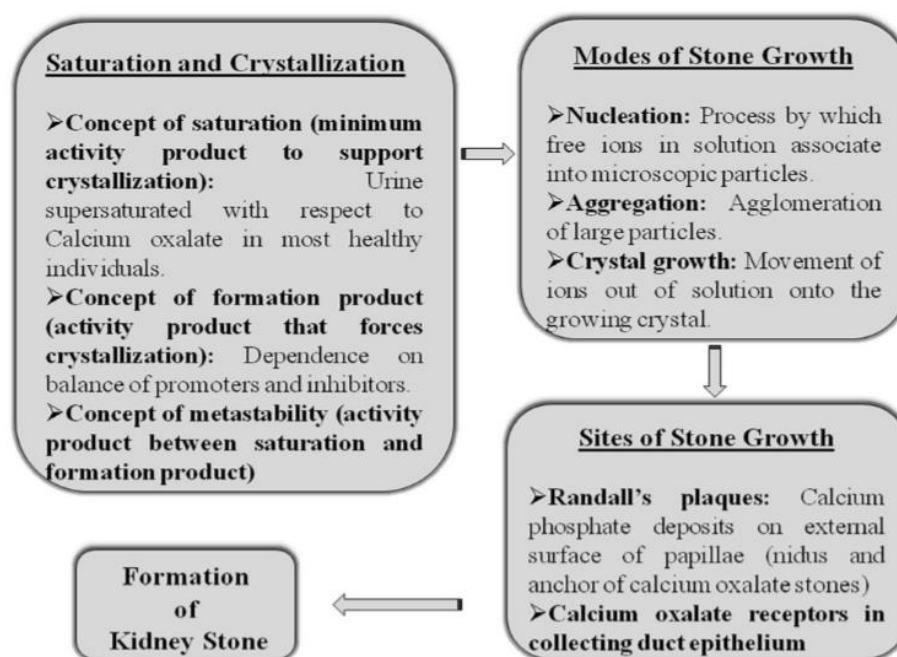 Saturation and Crystallization
➢Concept of saturation (minimum
activity product to support
crystallization): Urine
supersaturated with respect to
Calcium oxalate in most healthy
individuals.
➢Concept of formation product
(activity product that forces
crystallization): Dependence on
balance of promoters and inhibitors.
➢Concept of metastability (activity
product between saturation and
formation product)
Modes of Stone Growth
➢Nucleation: Process by which
free ions in solution associate
into microscopic particles.
➢Aggregation: Agglomeration
of large particles.
➢Crystal growth: Movement of
ions out of solution onto the
growing crystal.
Sites of Stone Growth
➢Randall's plaques: Calcium
phosphate deposits on external
surface of papillae (nidus and
anchor of calcium oxalate stones)
➢Calcium oxalate receptors in
collecting duct epithelium
Formation
of
Kidney Stone